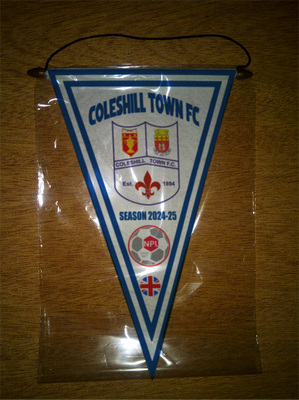 COLESHILL TOWN FC
COLESHILL TOWN F.C.
Est. 1894
SEASON 2024-25
NPL